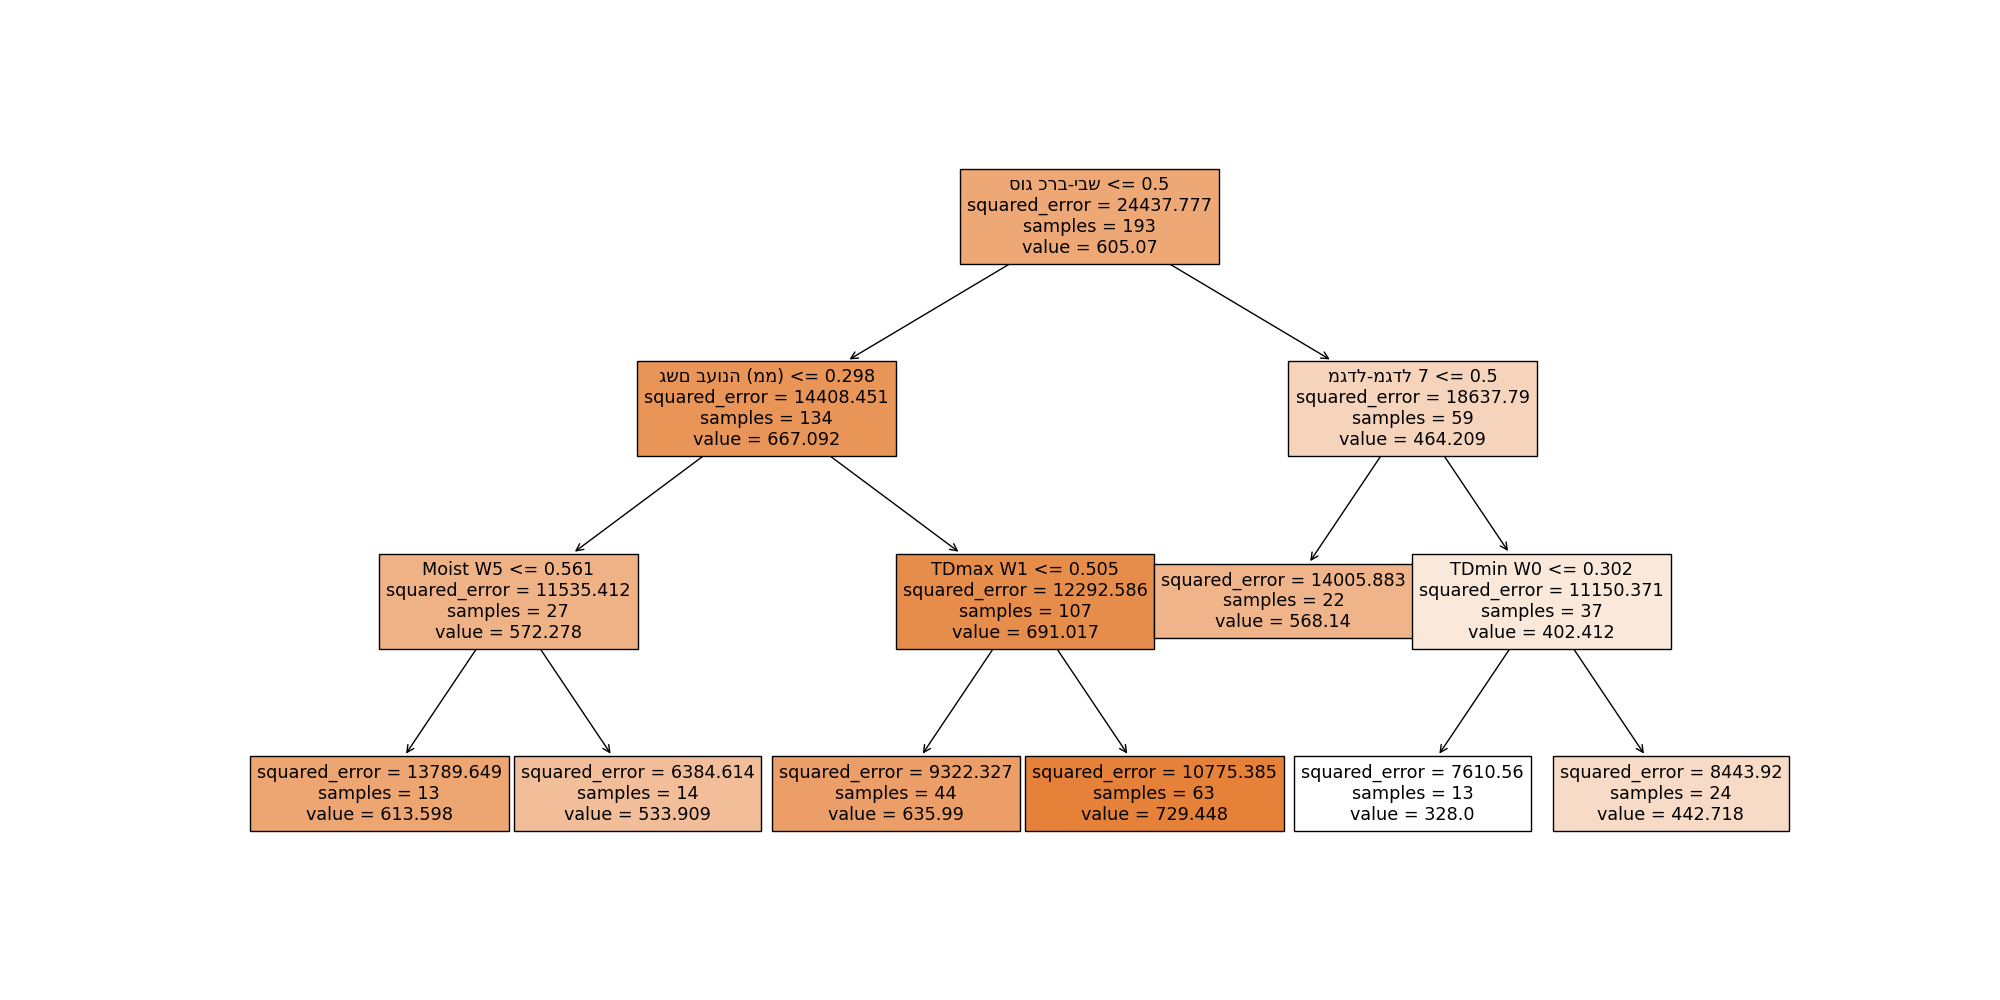 סוג כרב-יבש <= 0.5
squared_error = 24437.777
samples = 193
value = 605.07
גשם בעונה (ממ) <= 0.298
squared_error = 14408.451
samples = 134
value = 667.092
מגדל-מגדל 7 <= 0.5
squared_error = 18637.79
samples = 59
value = 464.209
Moist W5 <= 0.561
squared_error = 11535.412
samples = 27
value = 572.278
TDmax W1 <= 0.505
squared_error = 12292.586
samples = 107
value = 691.017
squared_error = 14005.883
samples = 22
value = 568.14
TDmin W0 <= 0.302
squared_error = 11150.371
samples = 37
value = 402.412
squared_error = 13789.649
samples = 13
value = 613.598
squared_error = 6384.614
samples = 14
value = 533.909
squared_error = 9322.327
samples = 44
value = 635.99
squared_error = 10775.385
samples = 63
value = 729.448
squared_error = 7610.56
samples = 13
value = 328.0
squared_error = 8443.92
samples = 24
value = 442.718